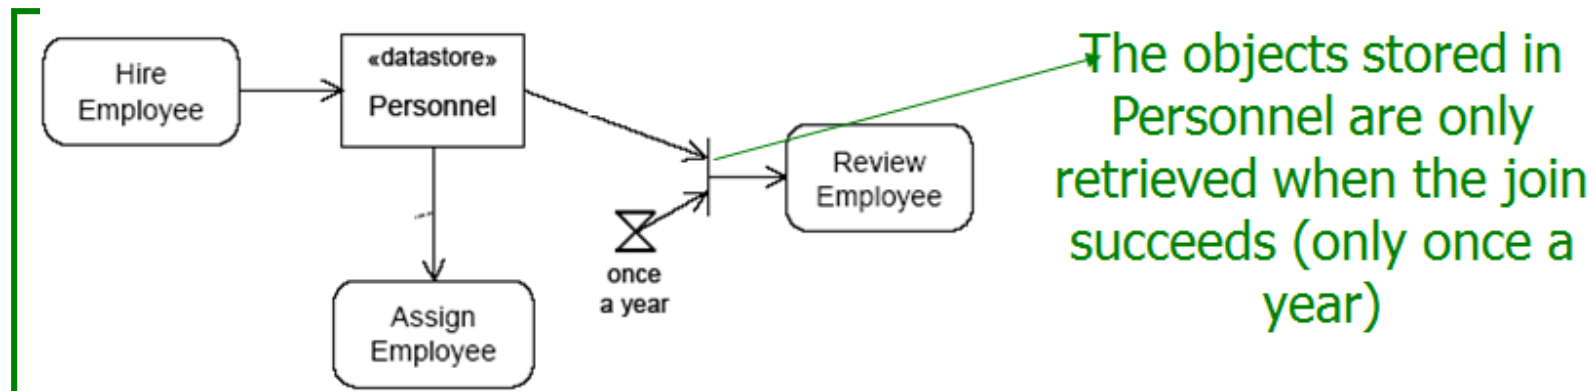 Hire
Employee
«datastore»
Personnel
Review
Employee
once
a year
Assign
Employee
The objects stored in
Personnel are only
retrieved when the join
succeeds (only once a
year)